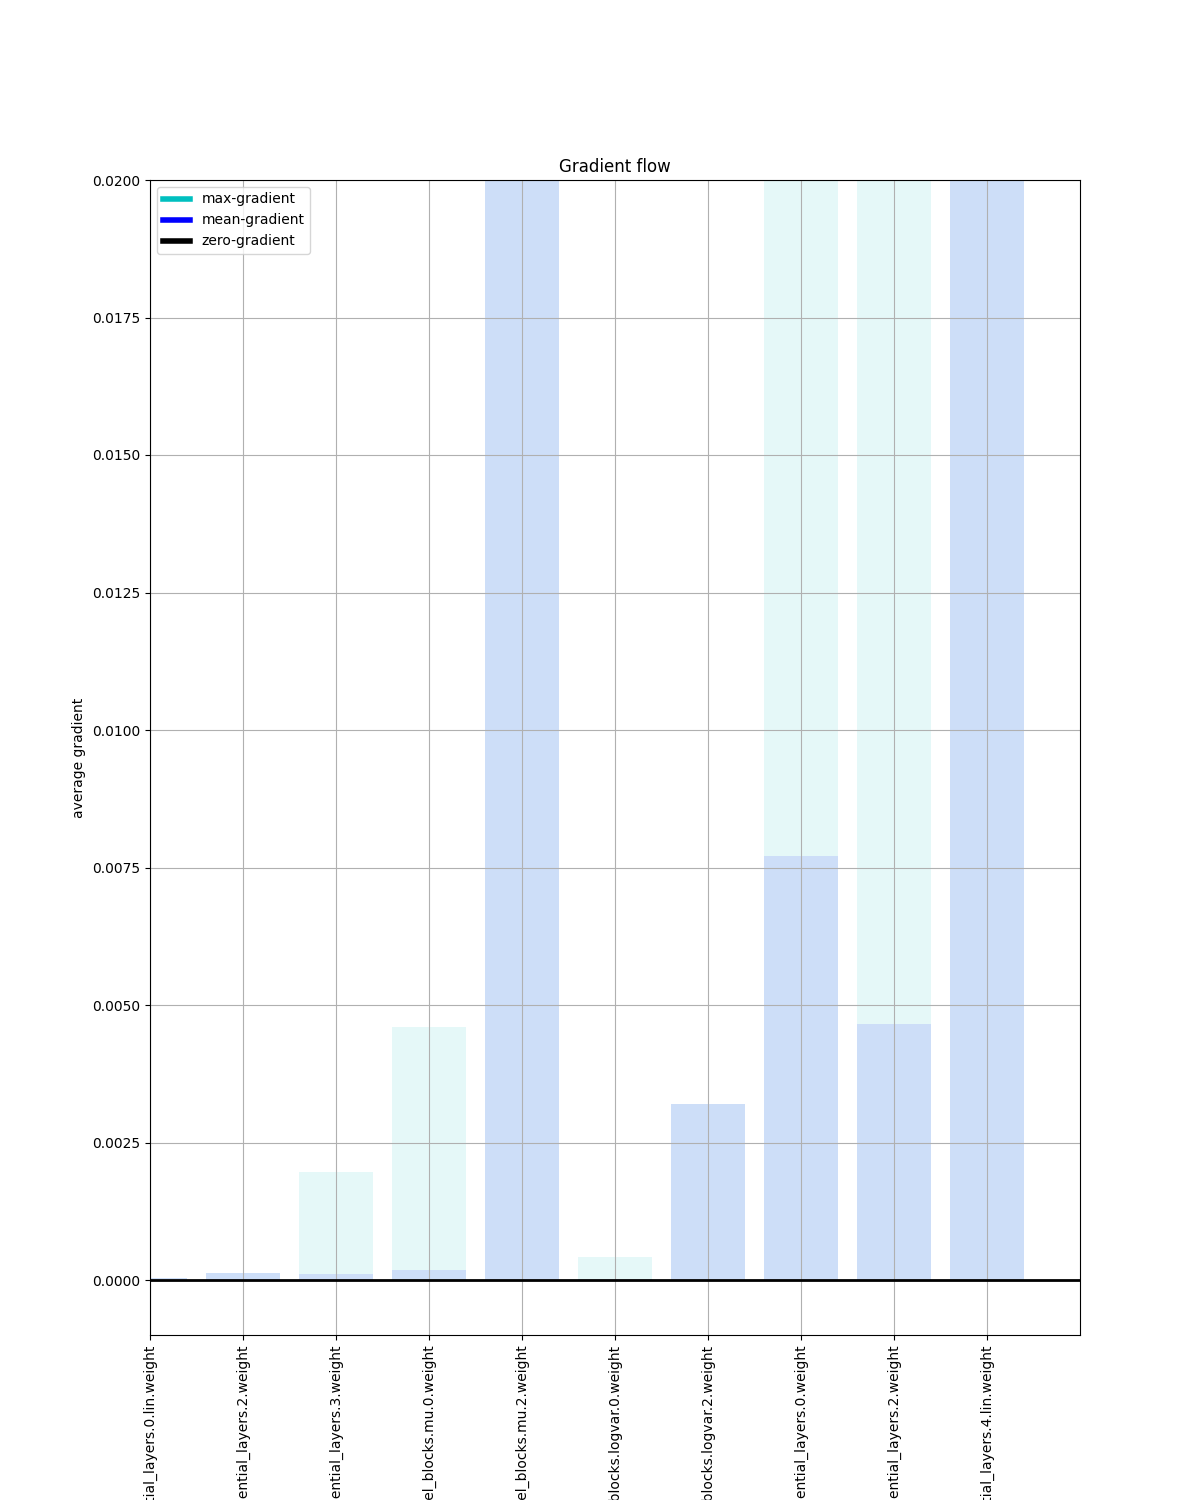 Gradient flow
max-gradient
mean-gradient
zero-gradient
0.0200
0.0175
0.0150
0.0125
0.0100
0.0075
0.0050
0.0025
0.0000
average gradient
tial_layers.0.lin.weight
ential_layers.2.weight
ential_layers.3.weight
el_blocks.mu.0.weight
el_blocks.mu.2.weight
blocks.logvar.0.weight
blocks.logvar.2.weight
ential_layers.0.weight
ential_layers.2.weight
tial_layers.4.lin.weight